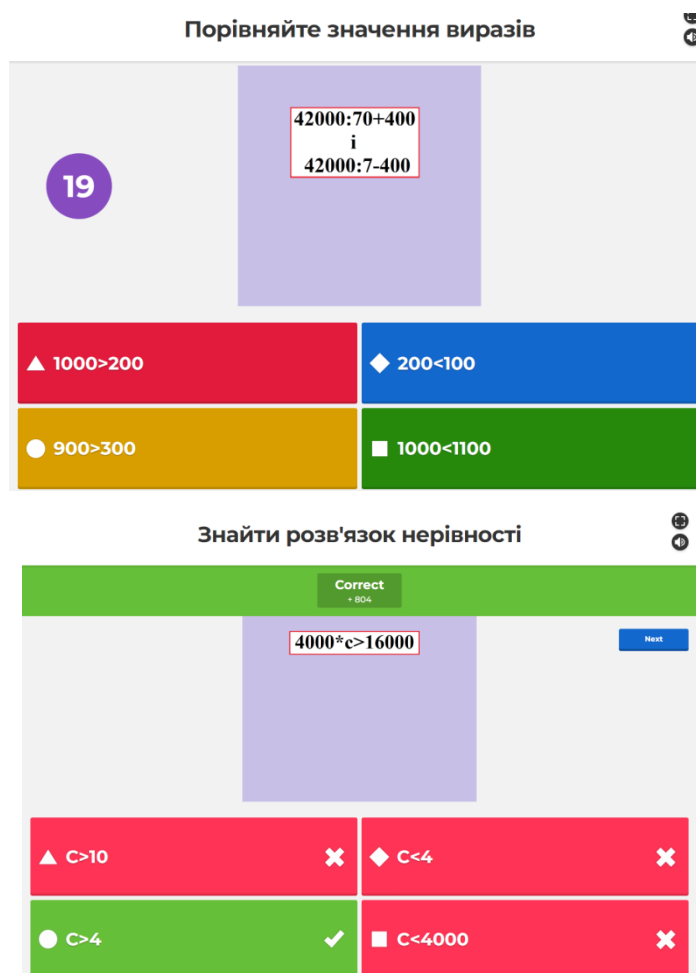 Порівняйте значення виразів
42000:70+400
і
42000:7-400
19
1000>200
200<100
900>300
1000<1100
Знайти розв'язок нерівності
Correct
+ 804
4000*c>16000
Next
C>10
C<4
C>4
C<4000